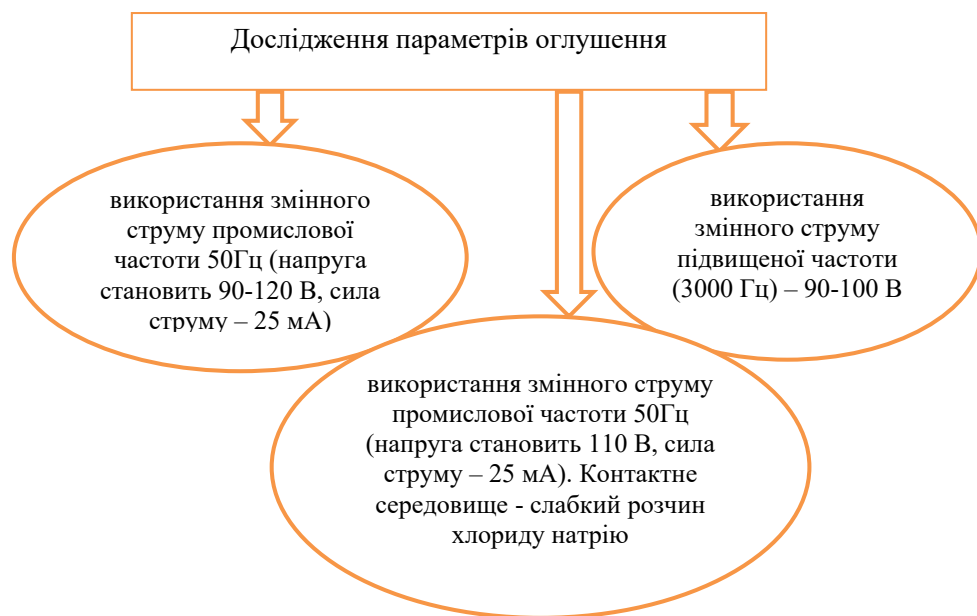 Дослідження параметрів оглушення
використання змінного
струму промислової
частоти 50Гц (напруга
становить 90-120 В, сила
струму – 25 мА)
використання
змінного струму
підвищеної частоти
(3000 Гц) – 90-100 В
використання змінного струму
промислової частоти 50Гц
(напруга становить 110 В, сила
струму – 25 мА). Контактне
середовище - слабкий розчин
хлориду натрію